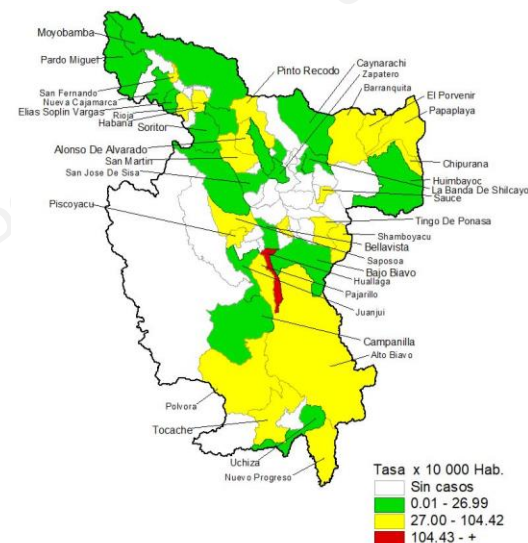 Moyobamba
Pardo Miguel
San Fernando
Nueva Cajamarca
Elias Soplin Vargas
Rioja
Habana
Soritor
Alonso De Alvarado
San Martin
San Jose De Sisa
Piscoyacu
Pinto Recodo
Caynarachi
Zapatero
Barranquita
El Porvenir
Papaplaya
Chipurana
Huimbayoc
La Banda De Shilcayo
Sauce
Tingo De Ponasa
Shamboyacu
Bellavista
Saposoa
Bajo Biavo
Huallaga
Pajarillo
Juanjui
Campanilla
Alto Biavo
Polvora
Tocache
Uchiza
Nuevo Progreso
Tasa x 10 000 Hab.
Sin casos
0.01 - 26.99
27.00 - 104.42
104.43 - +